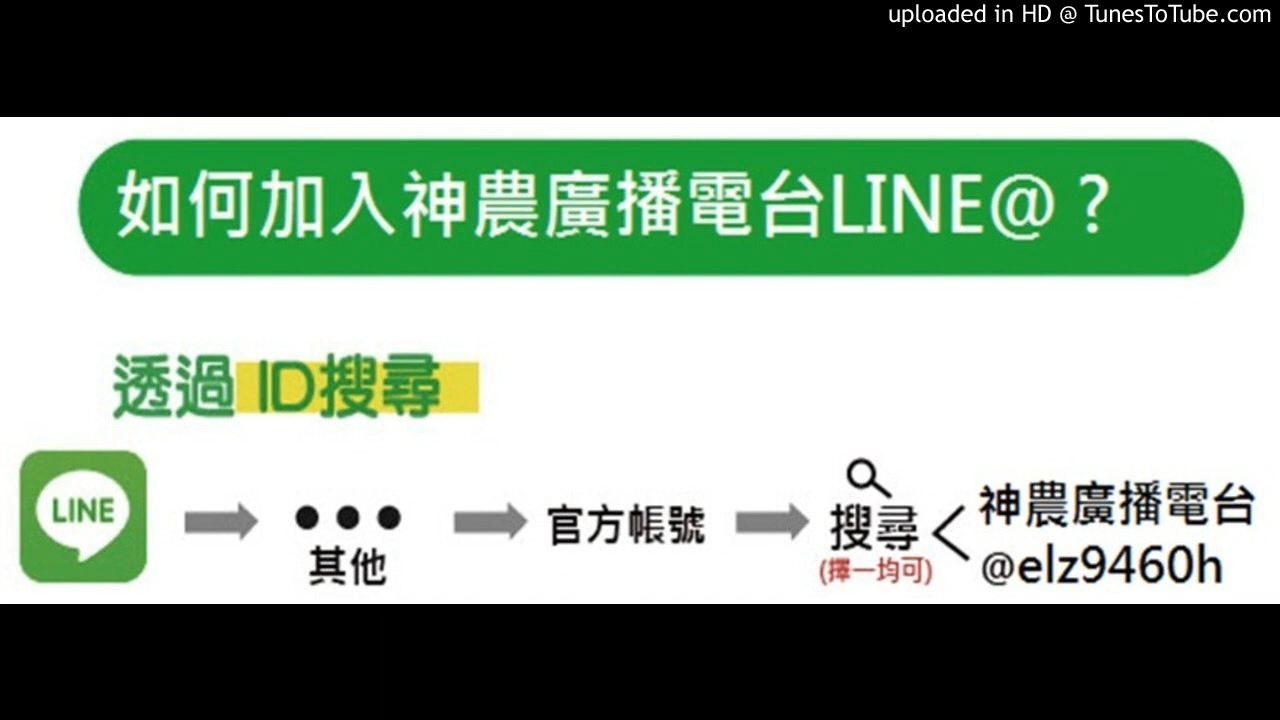 uploaded in HD @ TunesToTube.com
如何加入神農廣播電台LINE@?
透過 ID搜尋
LINE
其他
官方帳號
搜尋
(擇一均可)
神農廣播電台
@elz9460h